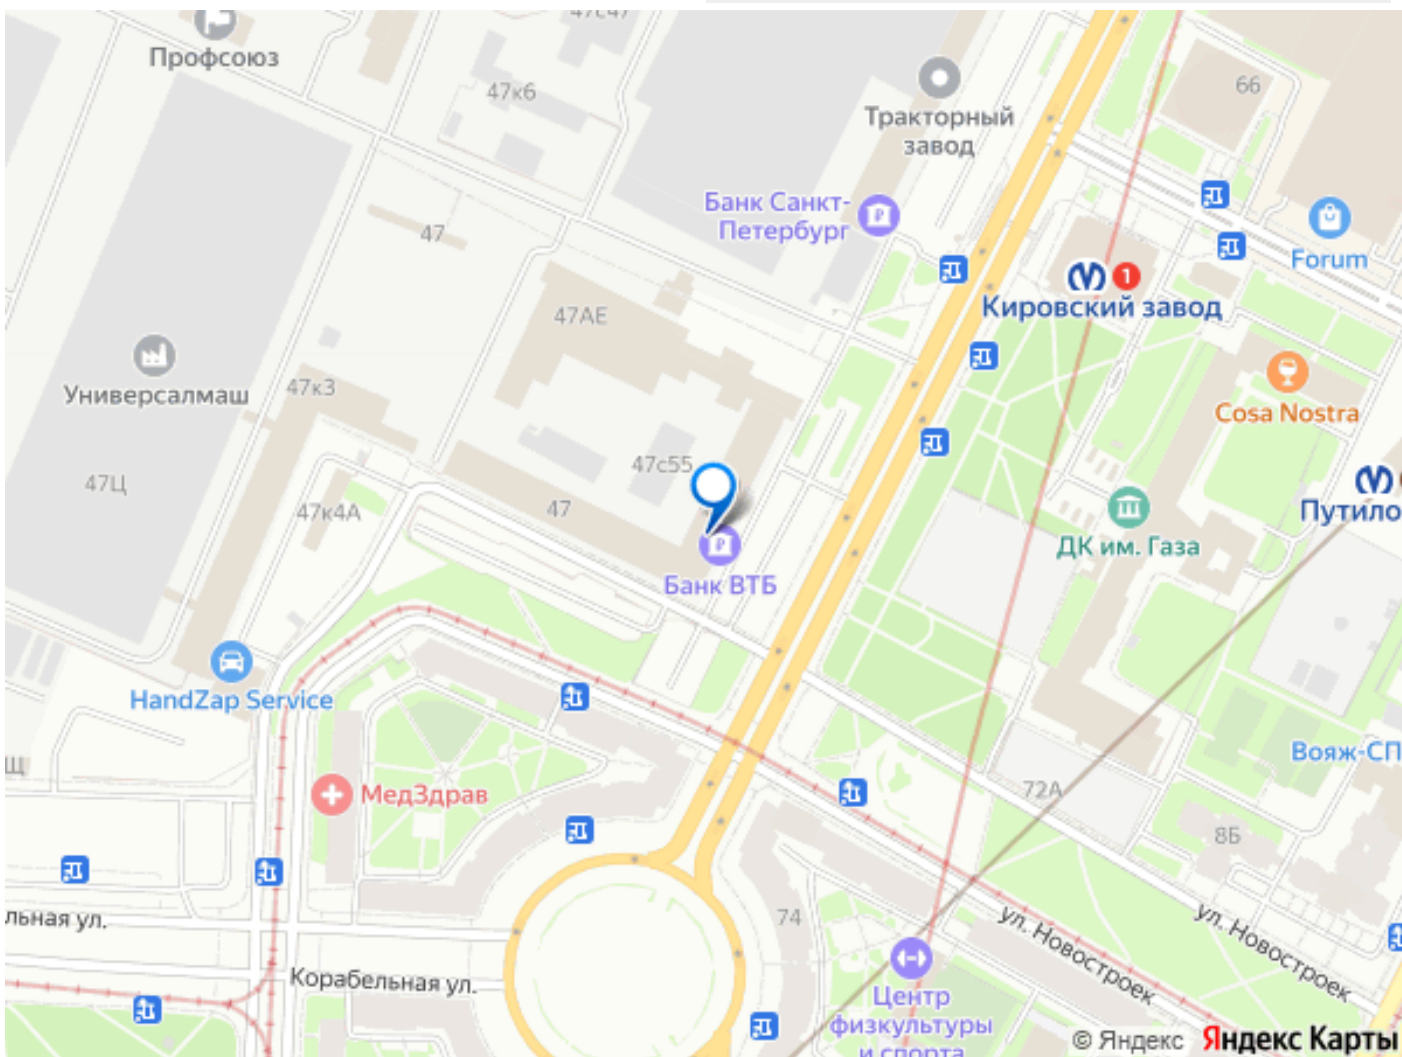 Профсоюз
47к6
66
Тракторный
завод
Банк Санкт-
Петербург
47
Forum
1
Кировский завод
47АЕ
Универсалмаш
47к3
Cosa Nostra
47с55
47Ц
47к4А
47
Путило
ДК им. Газа
Банк ВТБ
HandZap Service
Вояж-СП
Щ
МедЗдрав
72А
8Б
льная ул.
74
ул. Новостроек
ул. Новостроек
Корабельная ул.
Центр
физкультуры
и спорта
© Яндекс Яндекс Карты